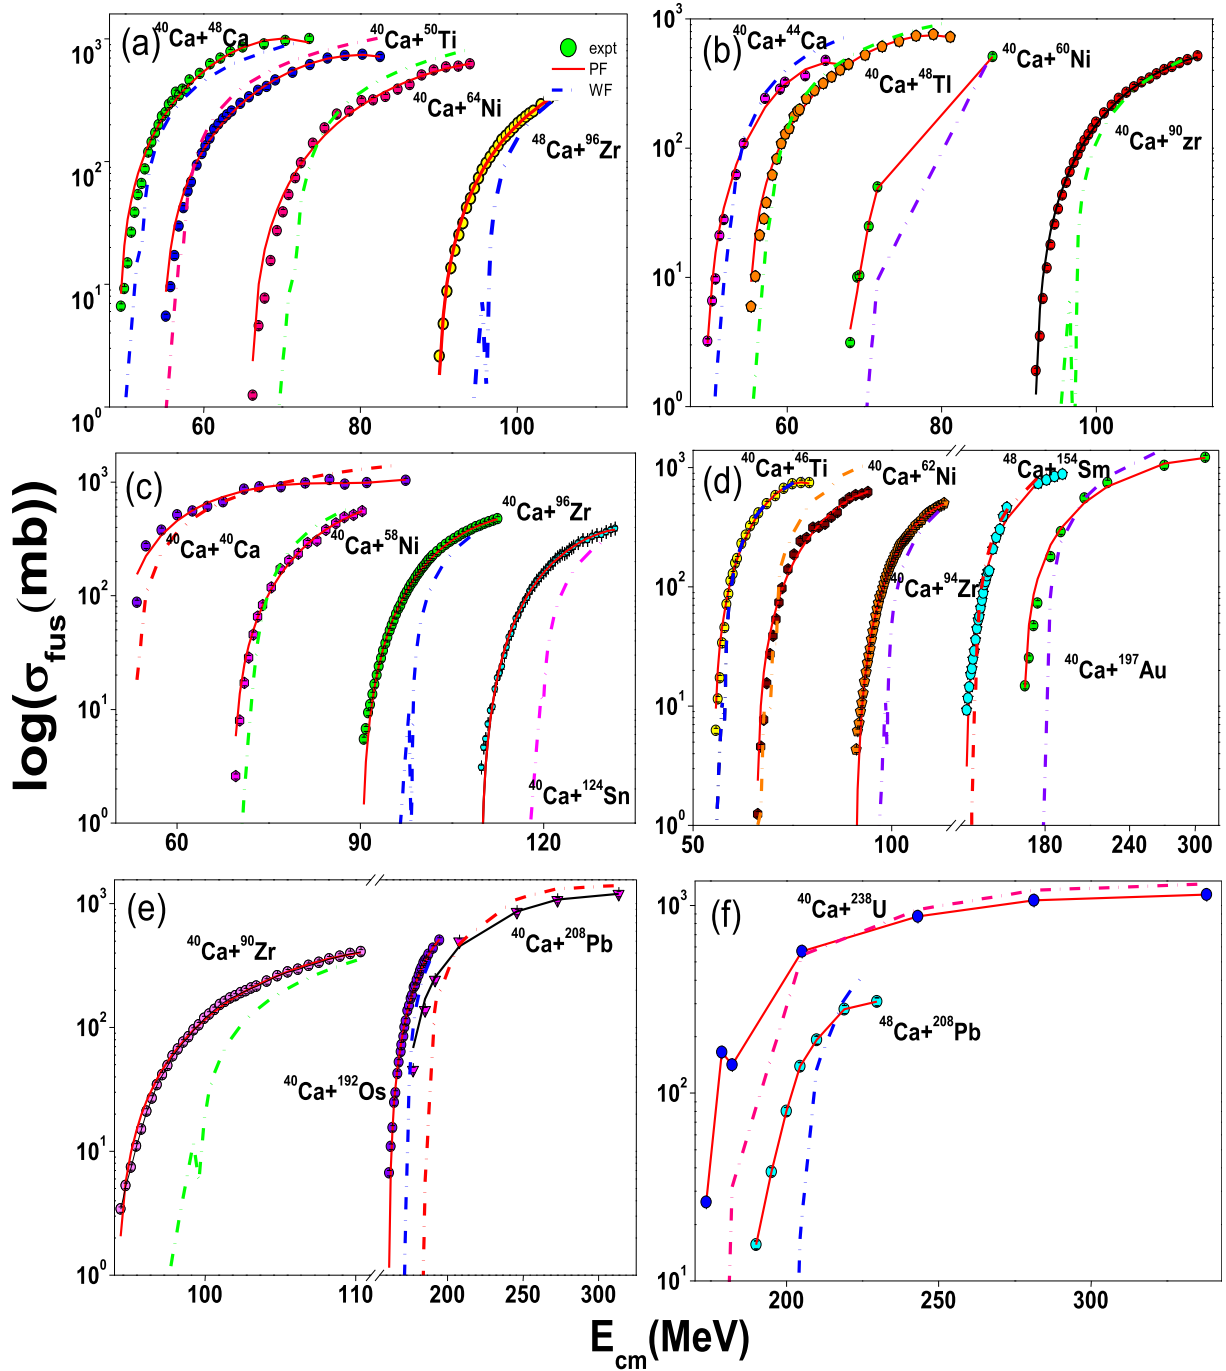 (a)
⁴⁰Ca+⁴⁸Ca
⁴⁰Ca+⁵⁰Ti
expt
PF
WF
⁴⁰Ca+⁶⁴Ni
⁴⁸Ca+⁹⁶Zr
10³
10²
10¹
10⁰
60 80 100
(b)
⁴⁰Ca+⁴⁴Ca
⁴⁰Ca+⁴⁸TI
⁴⁰Ca+⁶⁰Ni
⁴⁰Ca+⁹⁰zr
10³
10²
10¹
10⁰
60 80 100
log(σ_fus(mb))
(c)
⁴⁰Ca+⁴⁰Ca
⁴⁰Ca+⁵⁸Ni
⁴⁰Ca+⁹⁶Zr
⁴⁰Ca+¹²⁴Sn
10³
10²
10¹
10⁰
60 90 120
(d)
⁴⁰Ca+⁴⁶Ti
⁴⁰Ca+⁶²Ni
⁴⁸Ca+¹⁵⁴Sm
⁴⁰Ca+⁹⁴Zr
⁴⁰Ca+¹⁹⁷Au
10³
10²
10¹
10⁰
50 100 180 240 300
(e)
⁴⁰Ca+⁹⁰Zr
⁴⁰Ca+²⁰⁸Pb
⁴⁰Ca+¹⁹²Os
10³
10²
10¹
10⁰
100 110 200 250 300
(f)
⁴⁰Ca+²³⁸U
⁴⁸Ca+²⁰⁸Pb
10³
10²
10¹
200 250 300
E_cm(MeV)